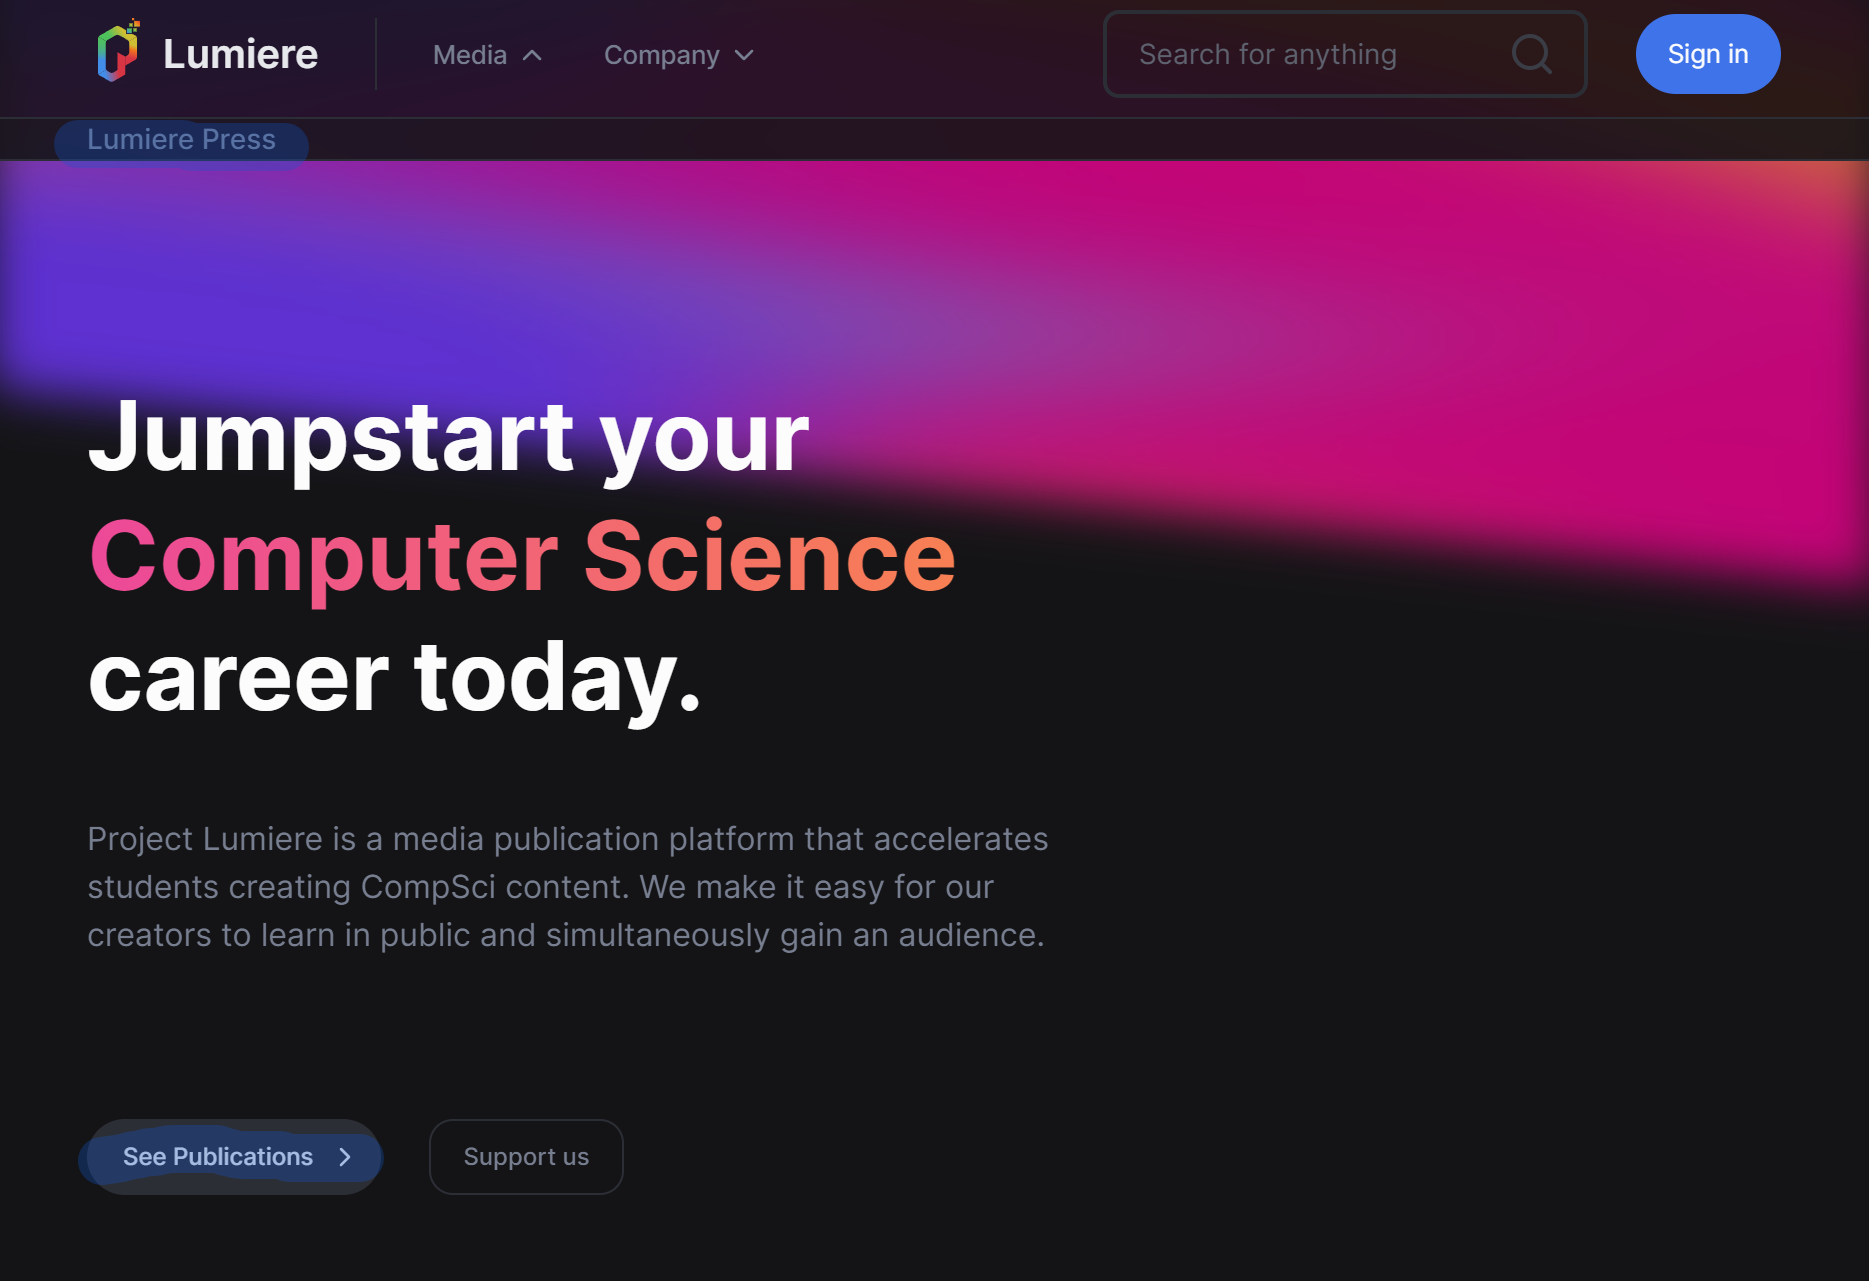 Lumiere
Media
Company
Search for anything
Sign in
Lumiere Press
Jumpstart your
Computer Science
career today.
Project Lumiere is a media publication platform that accelerates
students creating CompSci content. We make it easy for our
creators to learn in public and simultaneously gain an audience.
See Publications
Support us